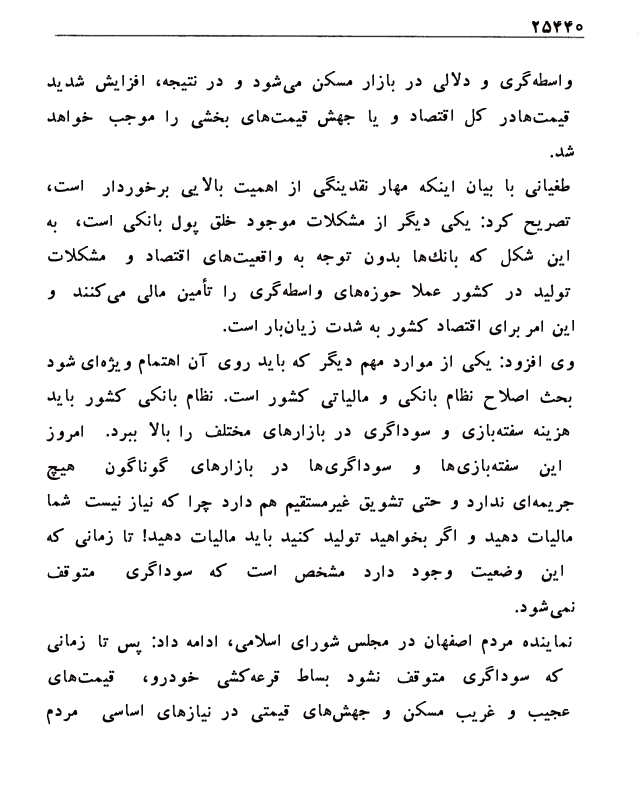 ۲۵۴۴۰
واسطه‌گری و دلالی در بازار مسکن می‌شود و در نتیجه، افزایش شدید
قیمت‌هادر کل اقتصاد و یا جهش قیمت‌های بخشی را موجب خواهد
شد.
طغیانی با بیان اینکه مهار نقدینگی از اهمیت بالایی برخوردار است،
تصریح کرد: یکی دیگر از مشکلات موجود خلق پول بانکی است، به
این شکل که بانك‌ها بدون توجه به واقعیت‌های اقتصاد و مشکلات
تولید در کشور عملا حوزه‌های واسطه‌گری را تأمین مالی می‌کنند و
این امر برای اقتصاد کشور به شدت زیان‌بار است.
وی افزود: یکی از موارد مهم دیگر که باید روی آن اهتمام ویژه‌ای شود
بحث اصلاح نظام بانکی و مالیاتی کشور است. نظام بانکی کشور باید
هزینه سفته‌بازی و سوداگری در بازارهای مختلف را بالا ببرد. امروز
این سفته‌بازی‌ها و سوداگری‌ها در بازارهای گوناگون هیچ
جریمه‌ای ندارد و حتی تشویق غیرمستقیم هم دارد چرا که نیاز نیست شما
مالیات دهید و اگر بخواهید تولید کنید باید مالیات دهید! تا زمانی که
این وضعیت وجود دارد مشخص است که سوداگری متوقف
نمی‌شود.
نماینده مردم اصفهان در مجلس شورای اسلامی، ادامه داد: پس تا زمانی
که سوداگری متوقف نشود بساط قرعه‌کشی خودرو، قیمت‌های
عجیب و غریب مسکن و جهش‌های قیمتی در نیازهای اساسی مردم